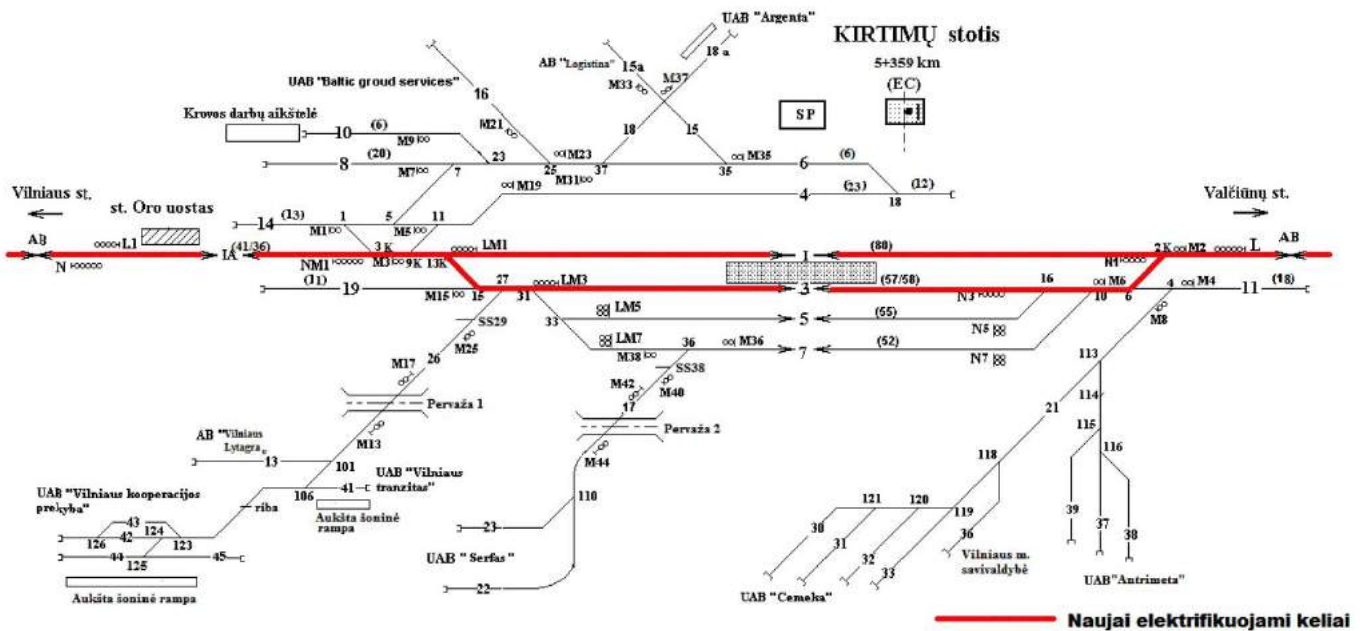 UAB "Argenta"
KIRTIMŲ stotis
5+359 km
(EC)
AB "Logistina"
18 a
15a
M37
M33
UAB "Baltic groud services"
16
Krovos darbų aikštelė
M21
SP
10 (6)
M9
18
15
23
M23
M35
8 (20)
25
37
35
6 (6)
M7
7
M31
M19
4 (23) (12)
18
Vilniaus st.
st. Oro uostas
Valčiūnų st.
14 (13)
1
5
11
M1
M5
AB
L1
IA (41/36)
3 K
LM1
I
(80)
2 K
M2
L
AB
N
NM1
M3
9K
13K
N1
(11)
19
27
LM3
3
(57/58)
16
M6
(18)
M15
15
31
N3
10
6
4
M4
11
SS29
33
LM5
5
(55)
N5
M8
M25
LM7
7
(52)
N7
26
M38
36
M36
113
M17
SS38
M42
M40
114
Pervaža 1
17
21
115
M13
Pervaža 2
116
AB "Vilniaus
Lytagra"
M44
118
13
101
UAB "Vilniaus
tranzitas"
UAB "Vilniaus kooperacijos
prekyba"
106
41
110
121
120
119
39
37
38
riba
43
Aukšta šoninė
rampa
23
30
36
42
124
31
126
123
32
Vilniaus m.
savivaldybė
44
45
UAB " Serfas"
33
125
22
UAB"Antrimeta"
Aukšta šoninė rampa
UAB "Cemeka"
Naujai elektrifikuojami keliai